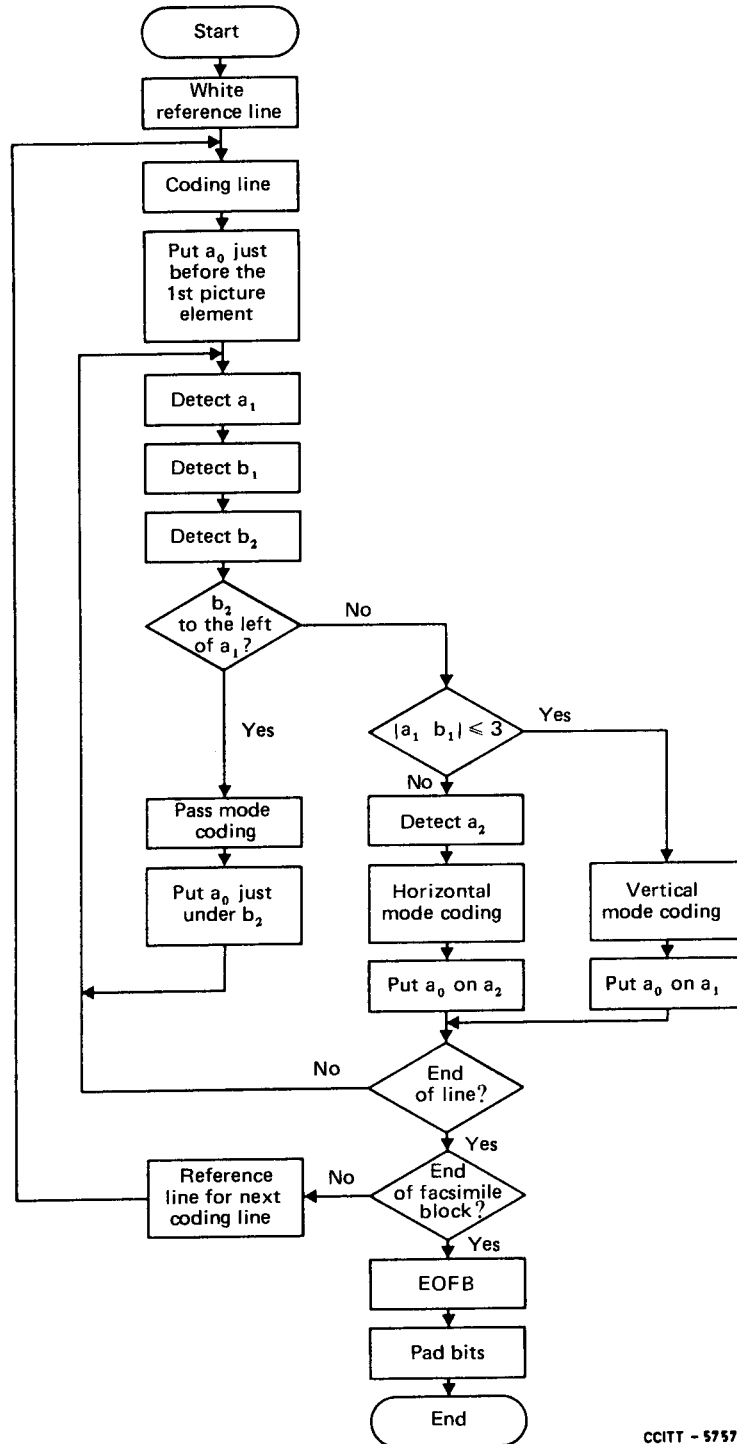 Start
White
reference line
Coding line
Put a₀ just
before the
1st picture
element
Detect a₁
Detect b₁
Detect b₂
b₂
to the left
of a₁?
No
Yes
|a₁ b₁| ⩽ 3
Yes
No
Pass mode
coding
Put a₀ just
under b₂
Detect a₂
Horizontal
mode coding
Put a₀ on a₂
Vertical
mode coding
Put a₀ on a₁
End
of line?
No
Yes
End
of facsimile
block?
No
Reference
line for next
coding line
Yes
EOFB
Pad bits
End
CCITT - 5757